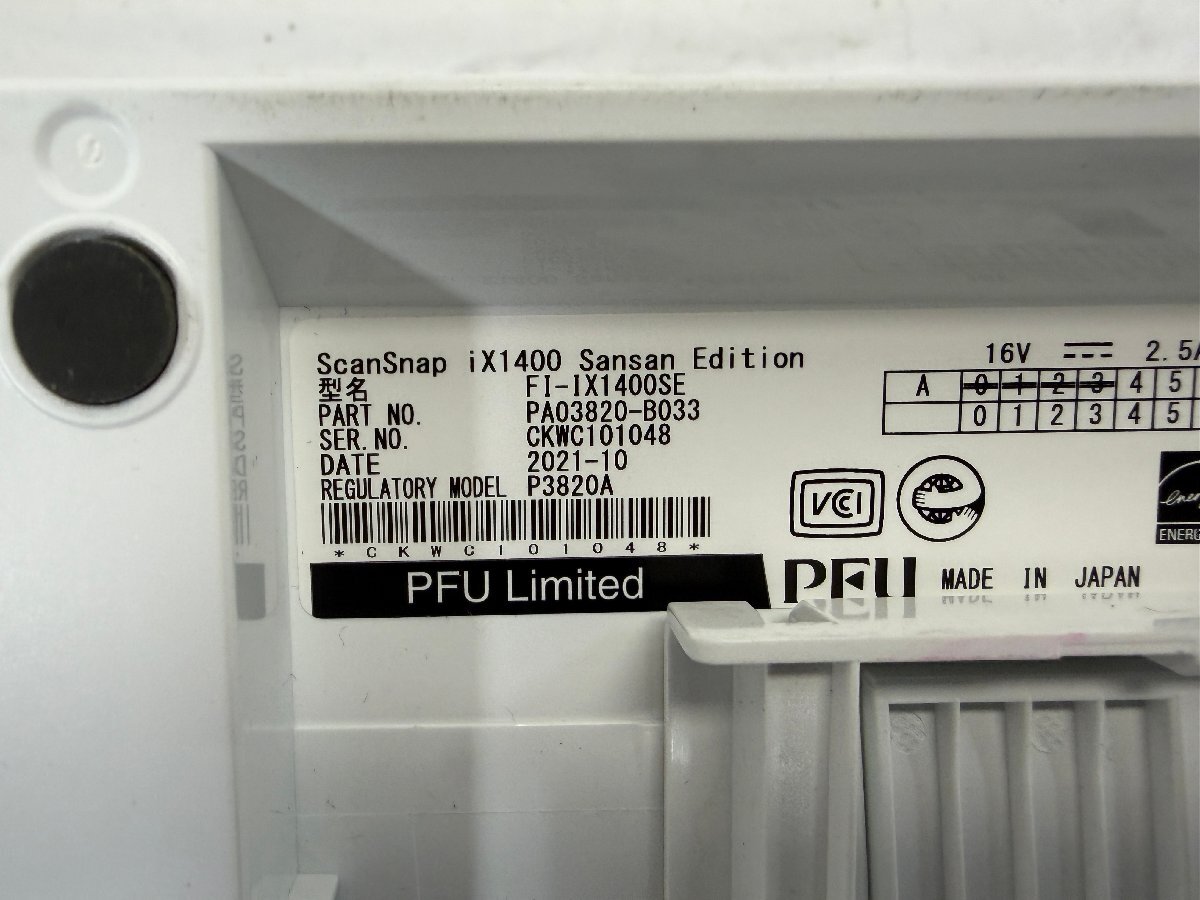 ScanSnap iX1400 Sansan Edition
型名 FI-IX1400SE
PART NO. PA03820-B033
SER.NO. CKWC101048
DATE 2021-10
REGULATORY MODEL P3820A
*CKWC101048*
PFU Limited
16V ⎓ 2.5A
A 0 1 2 3 4 5
0 1 2 3 4 5
VCCI
PFU MADE IN JAPAN
ENERG